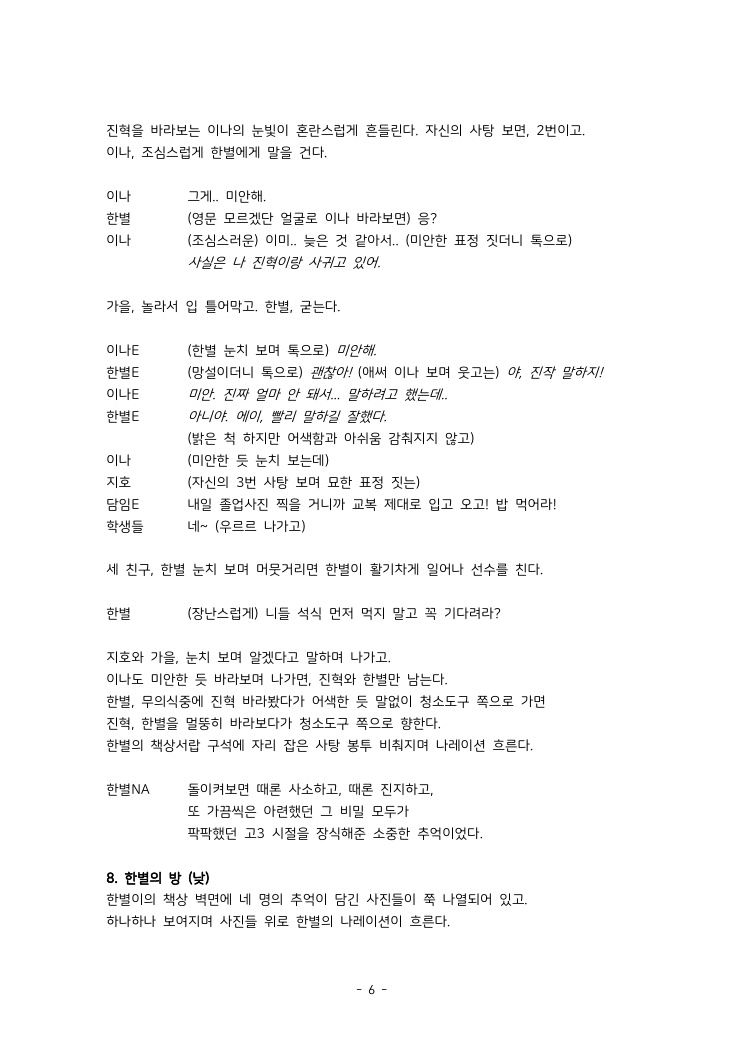 진혁을 바라보는 이나의 눈빛이 혼란스럽게 흔들린다. 자신의 사탕 보면, 2번이고.
이나, 조심스럽게 한별에게 말을 건다.
이나 그게.. 미안해.
한별 (영문 모르겠단 얼굴로 이나 바라보면) 응?
이나 (조심스러운) 이미.. 늦은 것 같아서.. (미안한 표정 짓더니 톡으로)
사실은 나 진혁이랑 사귀고 있어.
가을, 놀라서 입 틀어막고. 한별, 굳는다.
이나E (한별 눈치 보며 톡으로) 미안해.
한별E (망설이더니 톡으로) 괜찮아! (애써 이나 보며 웃고는) 야, 진작 말하지!
이나E 미안. 진짜 얼마 안 돼서... 말하려고 했는데..
한별E 아니야. 에이, 빨리 말하길 잘했다.
(밝은 척 하지만 어색함과 아쉬움 감춰지지 않고)
이나 (미안한 듯 눈치 보는데)
지호 (자신의 3번 사탕 보며 묘한 표정 짓는)
담임E 내일 졸업사진 찍을 거니까 교복 제대로 입고 오고! 밥 먹어라!
학생들 네~ (우르르 나가고)
세 친구, 한별 눈치 보며 머뭇거리면 한별이 활기차게 일어나 선수를 친다.
한별 (장난스럽게) 니들 석식 먼저 먹지 말고 꼭 기다려라?
지호와 가을, 눈치 보며 알겠다고 말하며 나가고.
이나도 미안한 듯 바라보며 나가면, 진혁와 한별만 남는다.
한별, 무의식중에 진혁 바라봤다가 어색한 듯 말없이 청소도구 쪽으로 가면
진혁, 한별을 멀뚱히 바라보다가 청소도구 쪽으로 향한다.
한별의 책상서랍 구석에 자리 잡은 사탕 봉투 비춰지며 나레이션 흐른다.
한별NA 돌이켜보면 때론 사소하고, 때론 진지하고,
또 가끔씩은 아련했던 그 비밀 모두가
팍팍했던 고3 시절을 장식해준 소중한 추억이었다.
8. 한별의 방 (낮)
한별이의 책상 벽면에 네 명의 추억이 담긴 사진들이 쭉 나열되어 있고.
하나하나 보여지며 사진들 위로 한별의 나레이션이 흐른다.
- 6 -